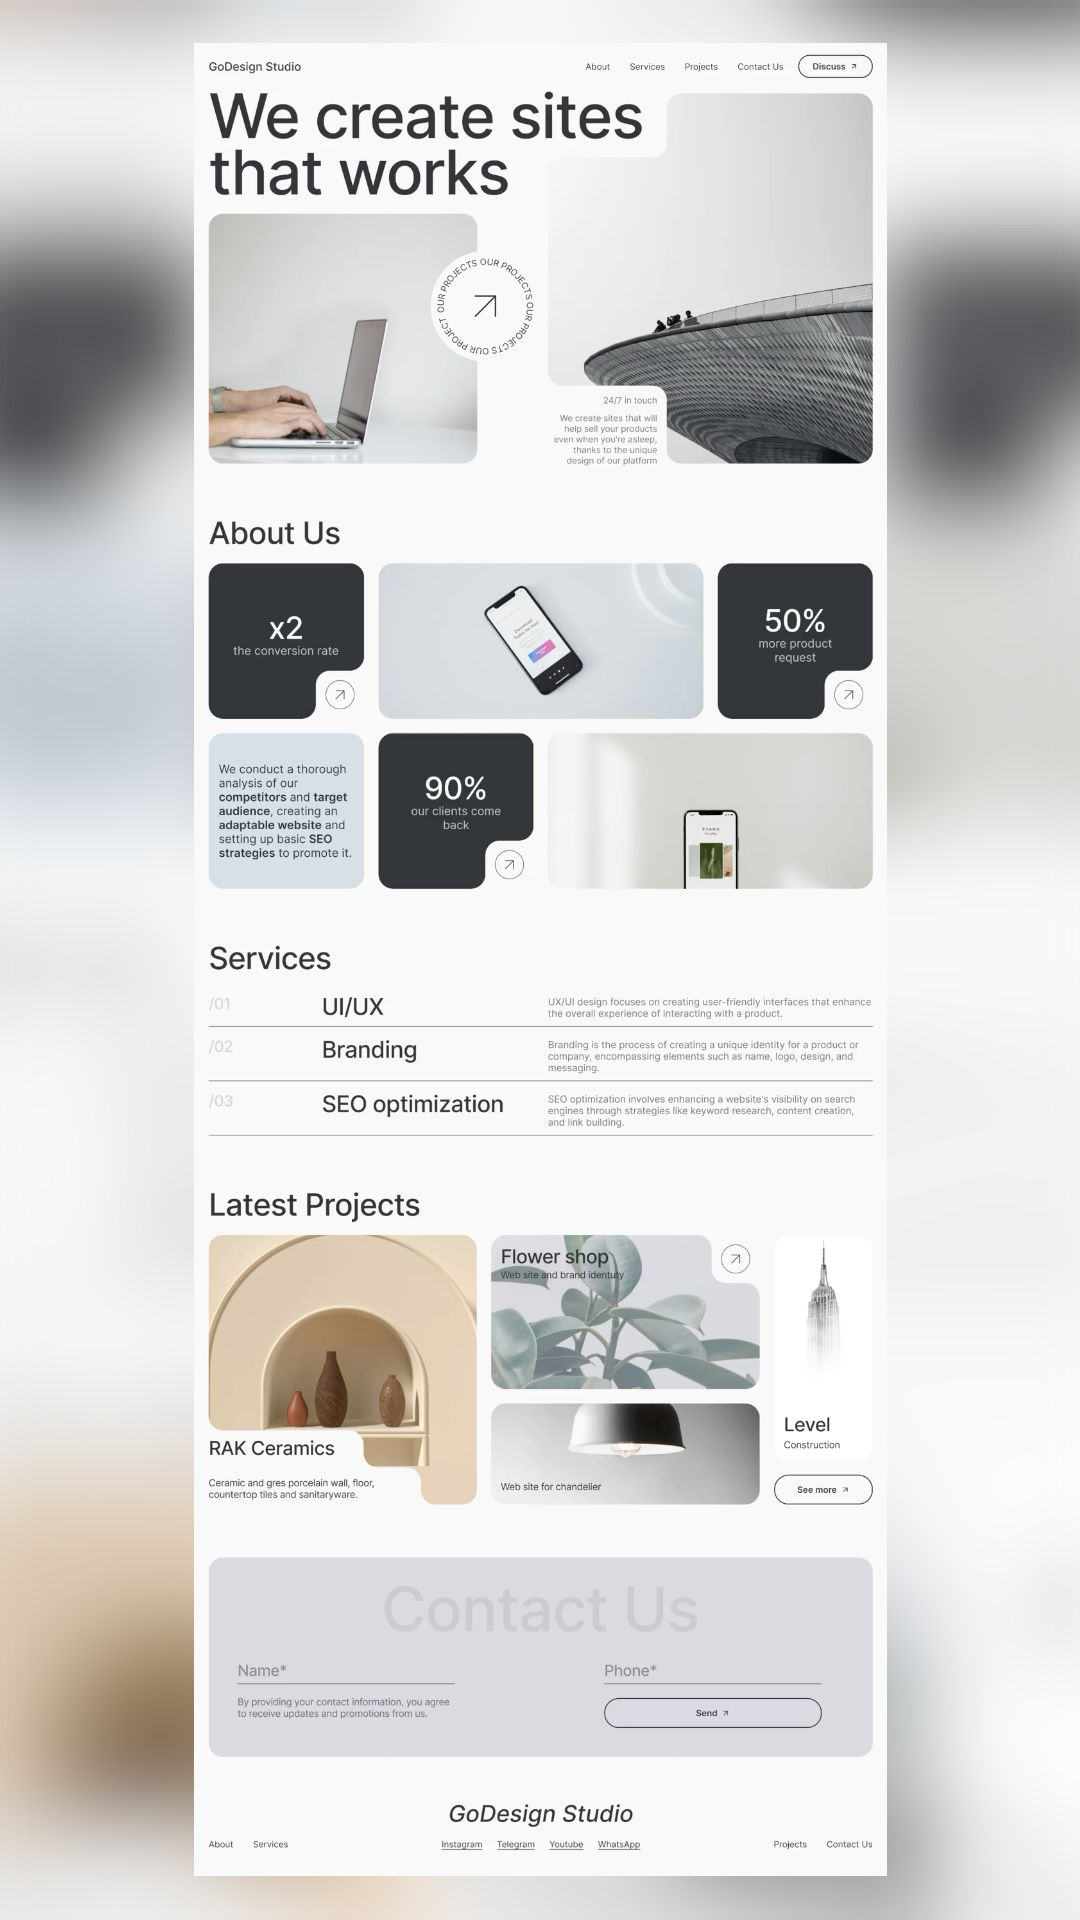 GoDesign Studio
About Services Projects Contact Us Discuss
We create sites
that works
OUR PROJECTS OUR PROJECTS OUR PROJECTS OUR PROJECT
24/7 in touch
We create sites that will
help sell your products
even when you're asleep,
thanks to the unique
design of our platform
About Us
x2
the conversion rate
50%
more product
request
We conduct a thorough
analysis of our
competitors and target
audience, creating an
adaptable website and
setting up basic SEO
strategies to promote it.
90%
our clients come
back
Services
/01 UI/UX
UX/UI design focuses on creating user-friendly interfaces that enhance
the overall experience of interacting with a product.
/02 Branding
Branding is the process of creating a unique identity for a product or
company, encompassing elements such as name, logo, design, and
messaging.
/03 SEO optimization
SEO optimization involves enhancing a website's visibility on search
engines through strategies like keyword research, content creation,
and link building.
Latest Projects
RAK Ceramics
Ceramic and gres porcelain wall, floor,
countertop tiles and sanitaryware.
Flower shop
Web site and brand identuty
Web site for chandelier
Level
Construction
See more
Contact Us
Name*
By providing your contact information, you agree
to receive updates and promotions from us.
Phone*
Send
GoDesign Studio
About Services Instagram Telegram Youtube WhatsApp Projects Contact Us